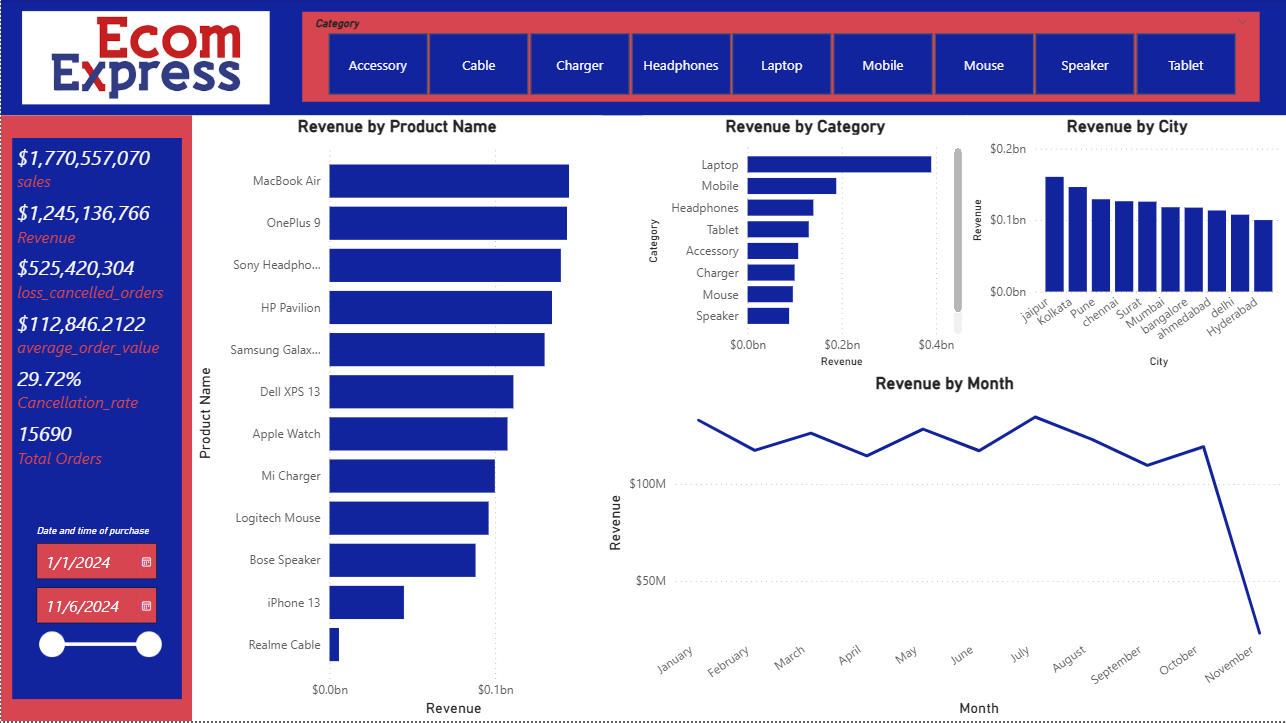 Ecom
Express
Category
Accessory
Cable
Charger
Headphones
Laptop
Mobile
Mouse
Speaker
Tablet
$1,770,557,070
sales
$1,245,136,766
Revenue
$525,420,304
loss_cancelled_orders
$112,846.2122
average_order_value
29.72%
Cancellation_rate
15690
Total Orders
Date and time of purchase
1/1/2024
11/6/2024
Revenue by Product Name
Product Name
MacBook Air
OnePlus 9
Sony Headpho...
HP Pavilion
Samsung Galax...
Dell XPS 13
Apple Watch
Mi Charger
Logitech Mouse
Bose Speaker
iPhone 13
Realme Cable
$0.0bn
$0.1bn
Revenue
Revenue by Category
Category
Laptop
Mobile
Headphones
Tablet
Accessory
Charger
Mouse
Speaker
$0.0bn
$0.2bn
$0.4bn
Revenue
Revenue by City
Revenue
$0.2bn
$0.1bn
$0.0bn
jaipur
Kolkata
Pune
chennai
Surat
Mumbai
bangalore
ahmedabad
delhi
Hyderabad
City
Revenue by Month
Revenue
$100M
$50M
January
February
March
April
May
June
July
August
September
October
November
Month